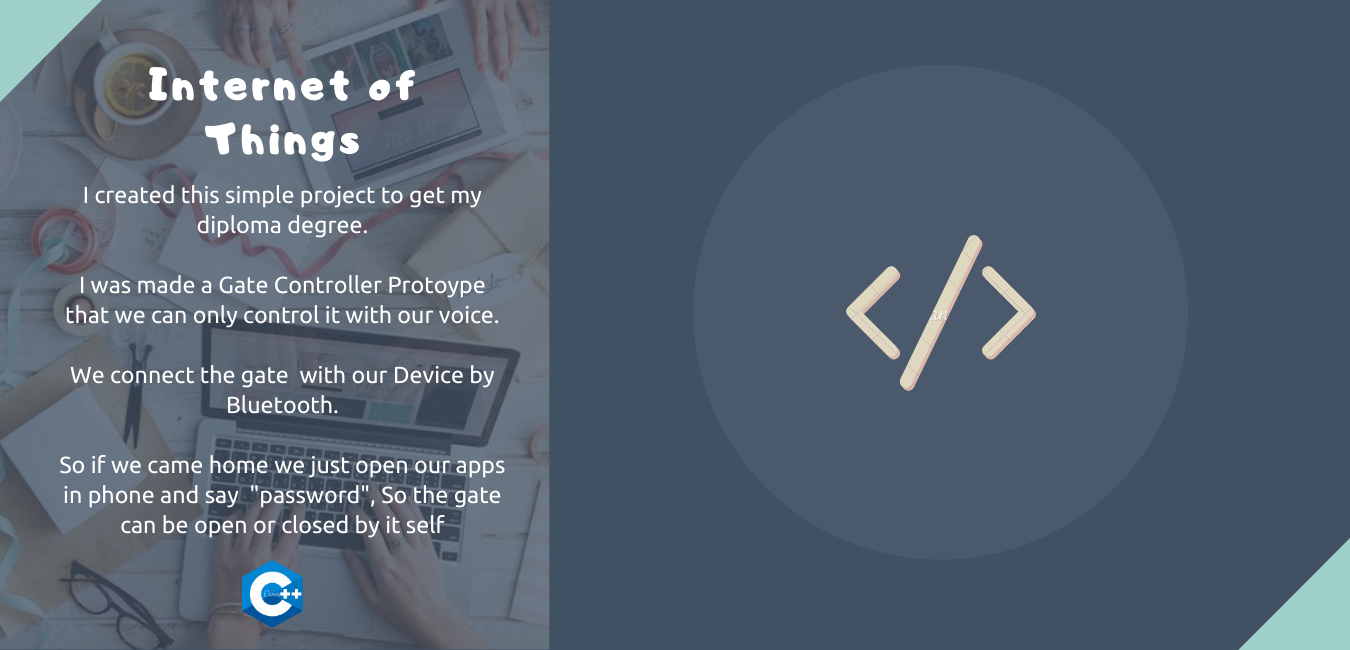 Internet of
Things
I created this simple project to get my
diploma degree.
I was made a Gate Controller Protoype
that we can only control it with our voice.
We connect the gate  with our Device by
Bluetooth.
So if we came home we just open our apps
in phone and say  "password", So the gate
can be open or closed by it self
C++